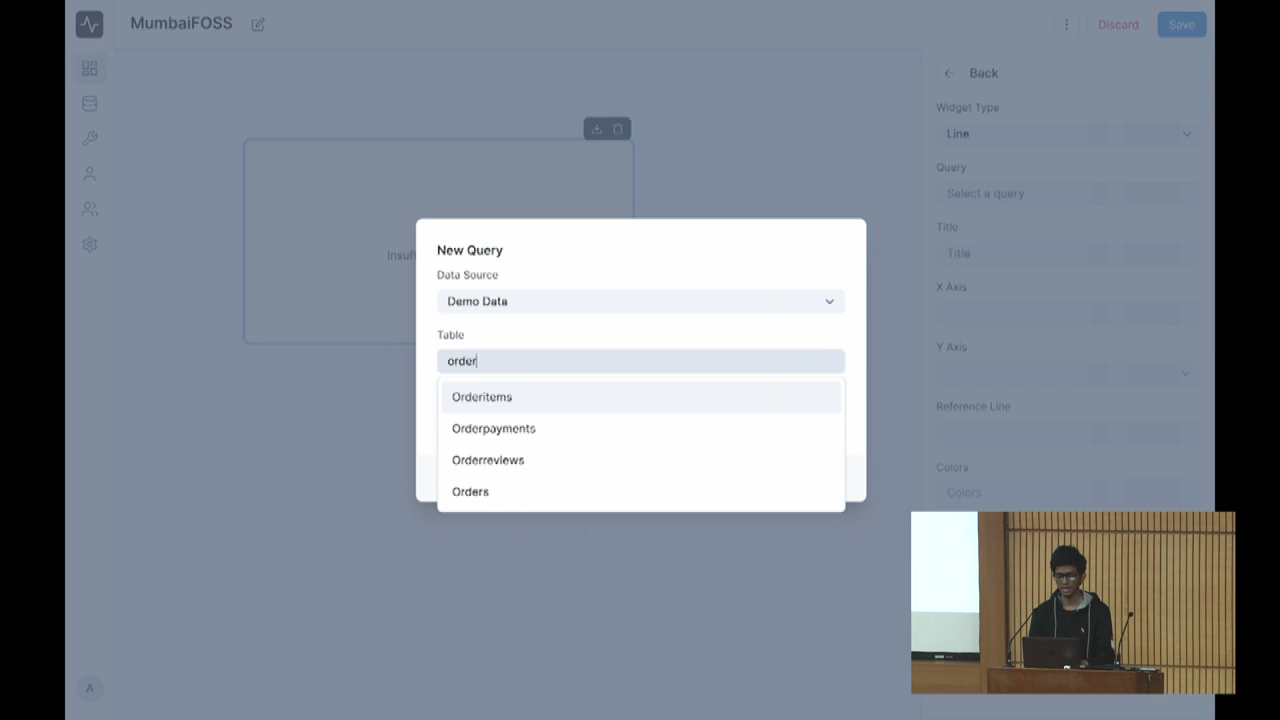 MumbaiFOSS
Discard
Save
Back
Widget Type
Line
Query
Select a query
Title
Title
X Axis
Y Axis
Reference Line
Colors
Colors
Insuf
New Query
Data Source
Demo Data
Table
order
Orderitems
Orderpayments
Orderreviews
Orders
A